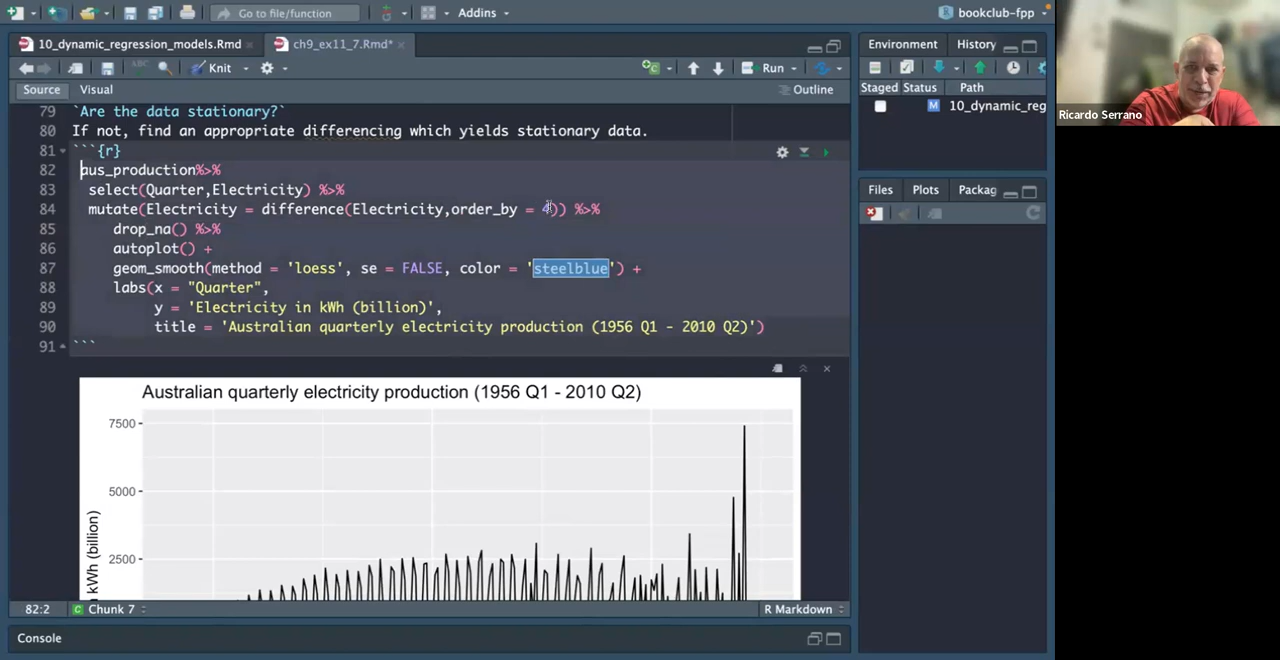 Go to file/function
Addins
bookclub-fpp
10_dynamic_regression_models.Rmd
ch9_ex11_7.Rmd*
Knit
Run
Source
Visual
Outline
79 `Are the data stationary?`
80 If not, find an appropriate differencing which yields stationary data.
81 ```{r}
82 aus_production%>%
83 select(Quarter,Electricity) %>%
84 mutate(Electricity = difference(Electricity,order_by = 4)) %>%
85 drop_na() %>%
86 autoplot() +
87 geom_smooth(method = 'loess', se = FALSE, color = 'steelblue') +
88 labs(x = "Quarter",
89 y = 'Electricity in kWh (billion)',
90 title = 'Australian quarterly electricity production (1956 Q1 - 2010 Q2)')
91 ```
Australian quarterly electricity production (1956 Q1 - 2010 Q2)
7500
5000
2500
kWh (billion)
82:2
C Chunk 7
R Markdown
Console
Environment
History
Staged Status Path
M 10_dynamic_reg
Files
Plots
Packag
Ricardo Serrano